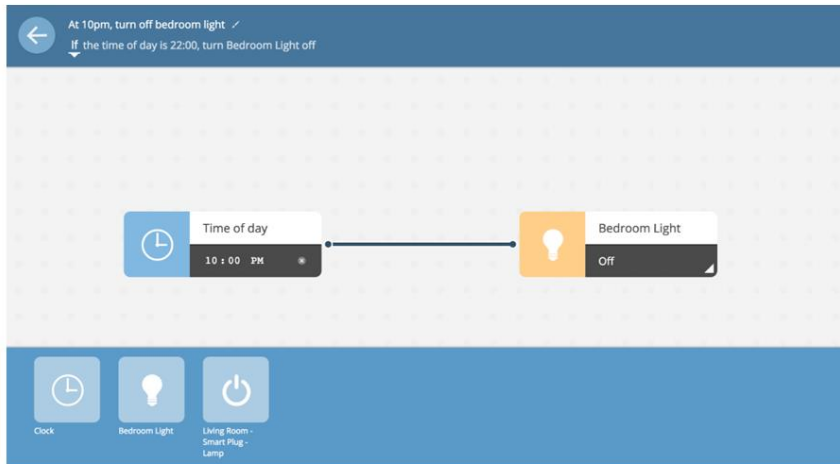 At 10pm, turn off bedroom light
If the time of day is 22:00, turn Bedroom Light off
Time of day
10:00 PM
Bedroom Light
Off
Clock
Bedroom Light
Living Room -
Smart Plug -
Lamp